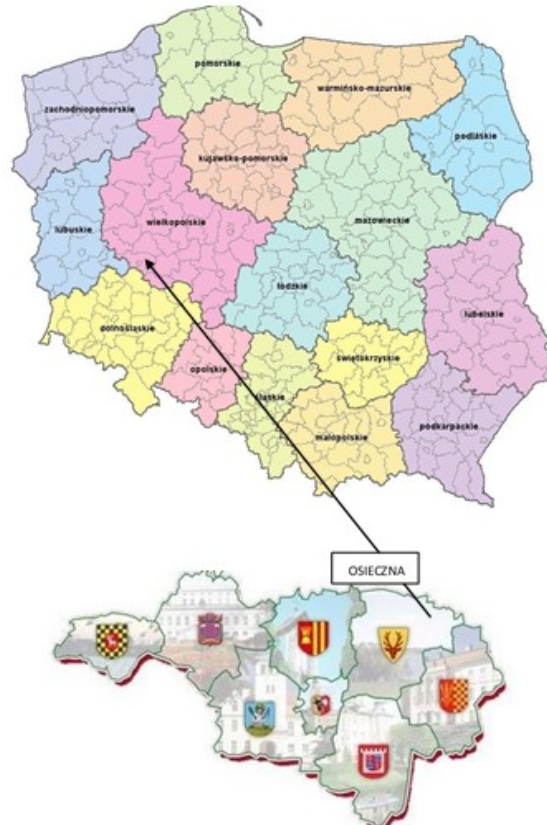 pomorskie
warmińsko-mazurskie
zachodniopomorskie
podlaskie
kujawsko-pomorskie
mazowieckie
wielkopolskie
lubuskie
łódzkie
lubelskie
dolnośląskie
świętokrzyskie
opolskie
śląskie
podkarpackie
małopolskie
OSIECZNA